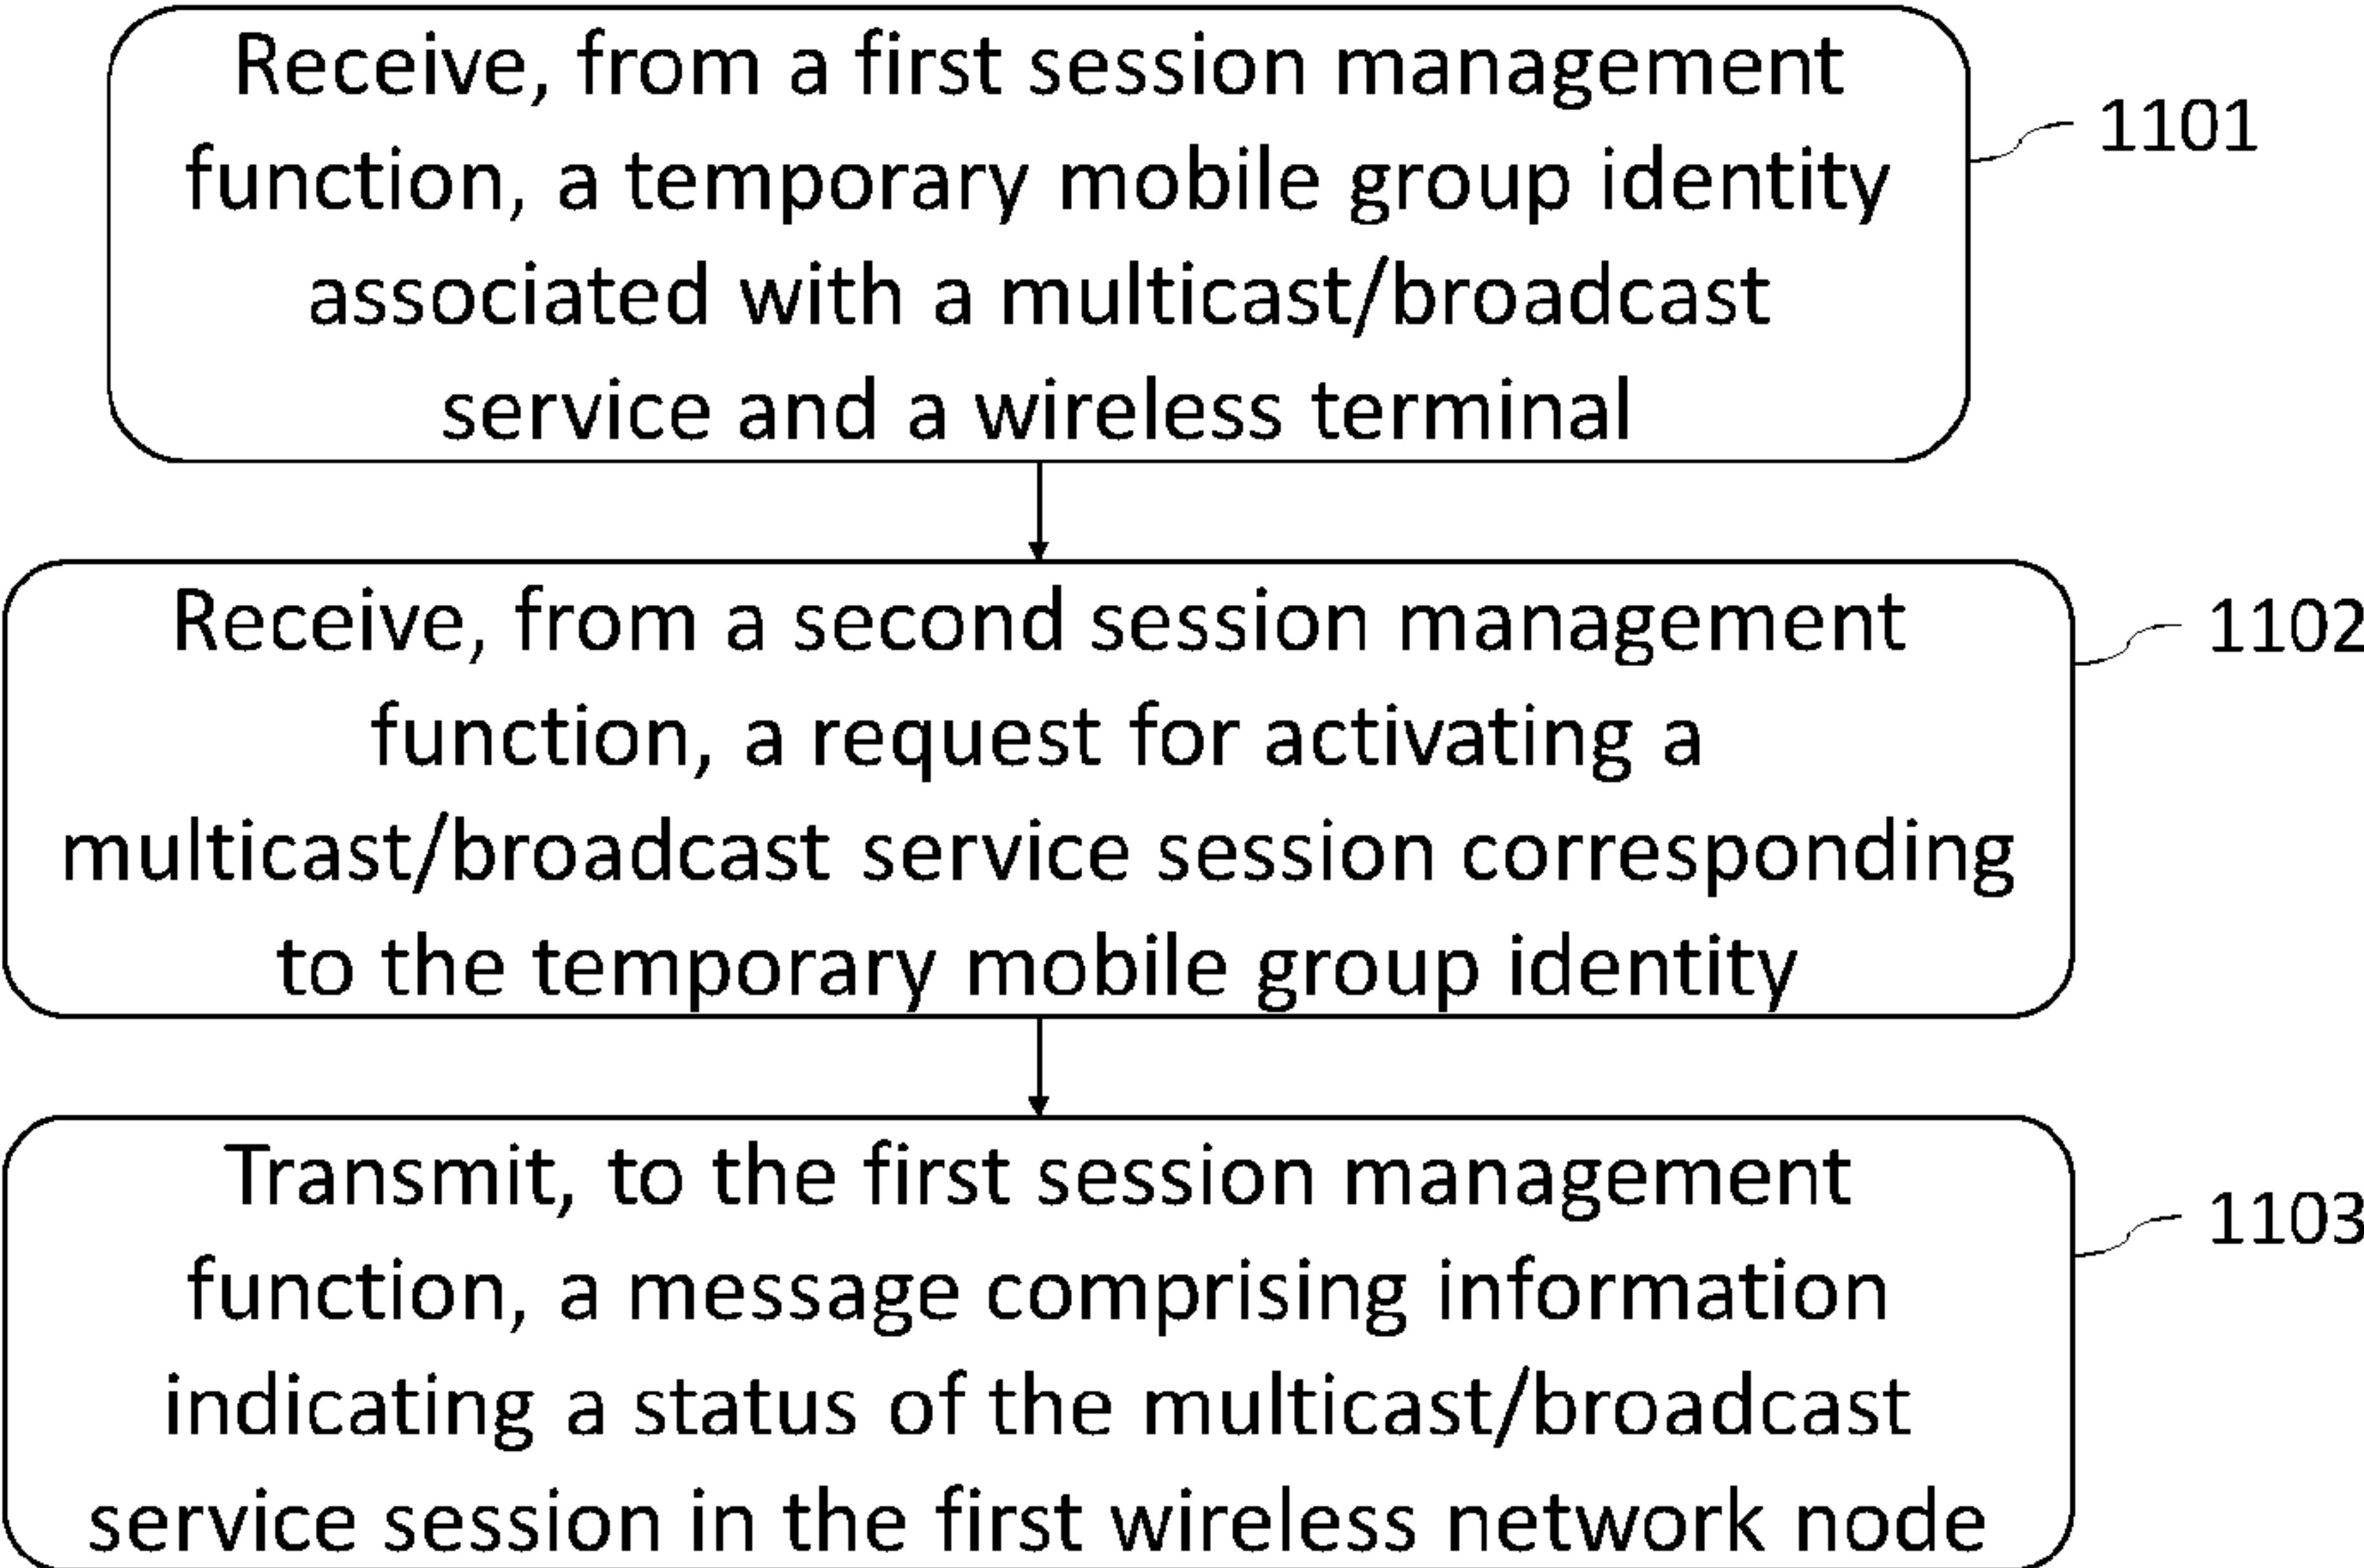 Receive, from a first session management
function, a temporary mobile group identity
associated with a multicast/broadcast
service and a wireless terminal
1101
Receive, from a second session management
function, a request for activating a
multicast/broadcast service session corresponding
to the temporary mobile group identity
1102
Transmit, to the first session management
function, a message comprising information
indicating a status of the multicast/broadcast
service session in the first wireless network node
1103